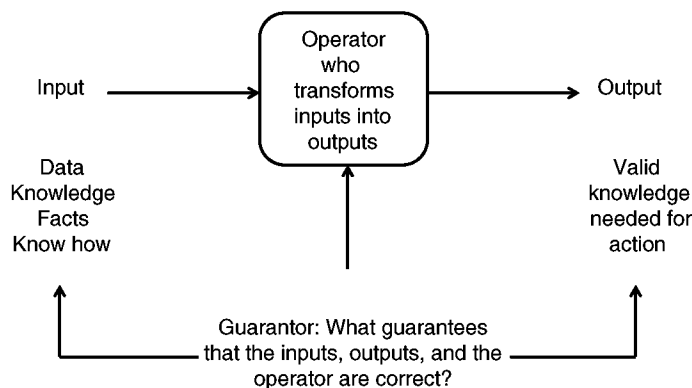 Input
Operator
who
transforms
inputs into
outputs
Output
Data
Knowledge
Facts
Know how
Valid
knowledge
needed for
action
Guarantor: What guarantees
that the inputs, outputs, and the
operator are correct?